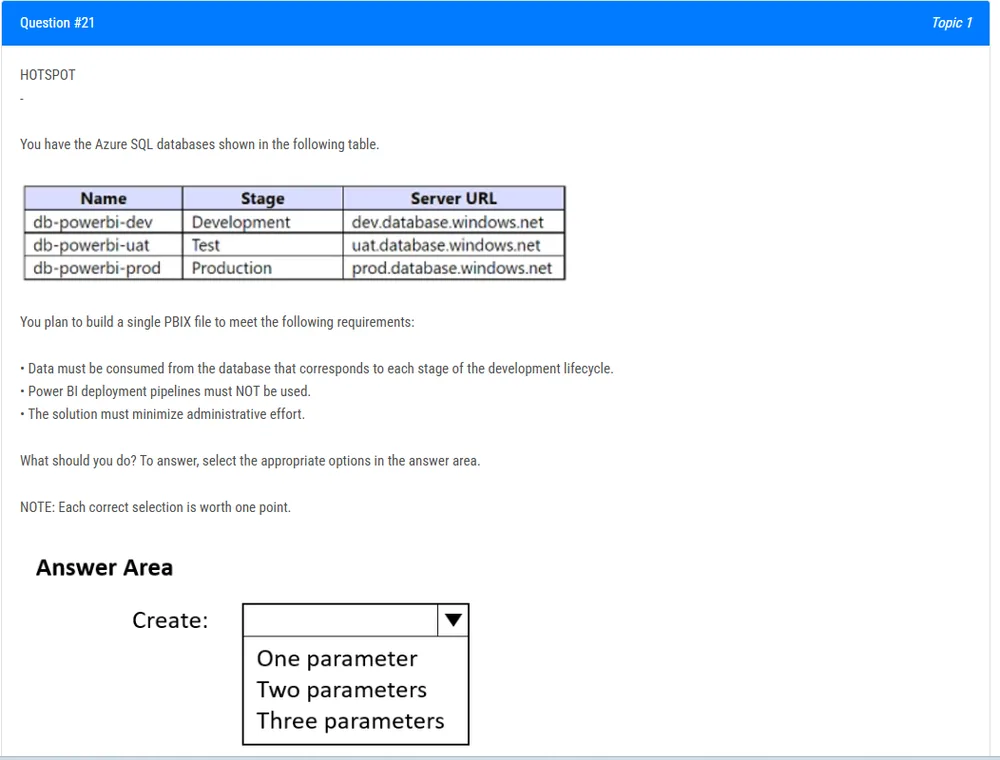 Question #21
Topic 1
HOTSPOT
-
You have the Azure SQL databases shown in the following table.
Name Stage Server URL
db-powerbi-dev Development dev.database.windows.net
db-powerbi-uat Test uat.database.windows.net
db-powerbi-prod Production prod.database.windows.net
You plan to build a single PBIX file to meet the following requirements:
• Data must be consumed from the database that corresponds to each stage of the development lifecycle.
• Power BI deployment pipelines must NOT be used.
• The solution must minimize administrative effort.
What should you do? To answer, select the appropriate options in the answer area.
NOTE: Each correct selection is worth one point.
Answer Area
Create:
One parameter
Two parameters
Three parameters